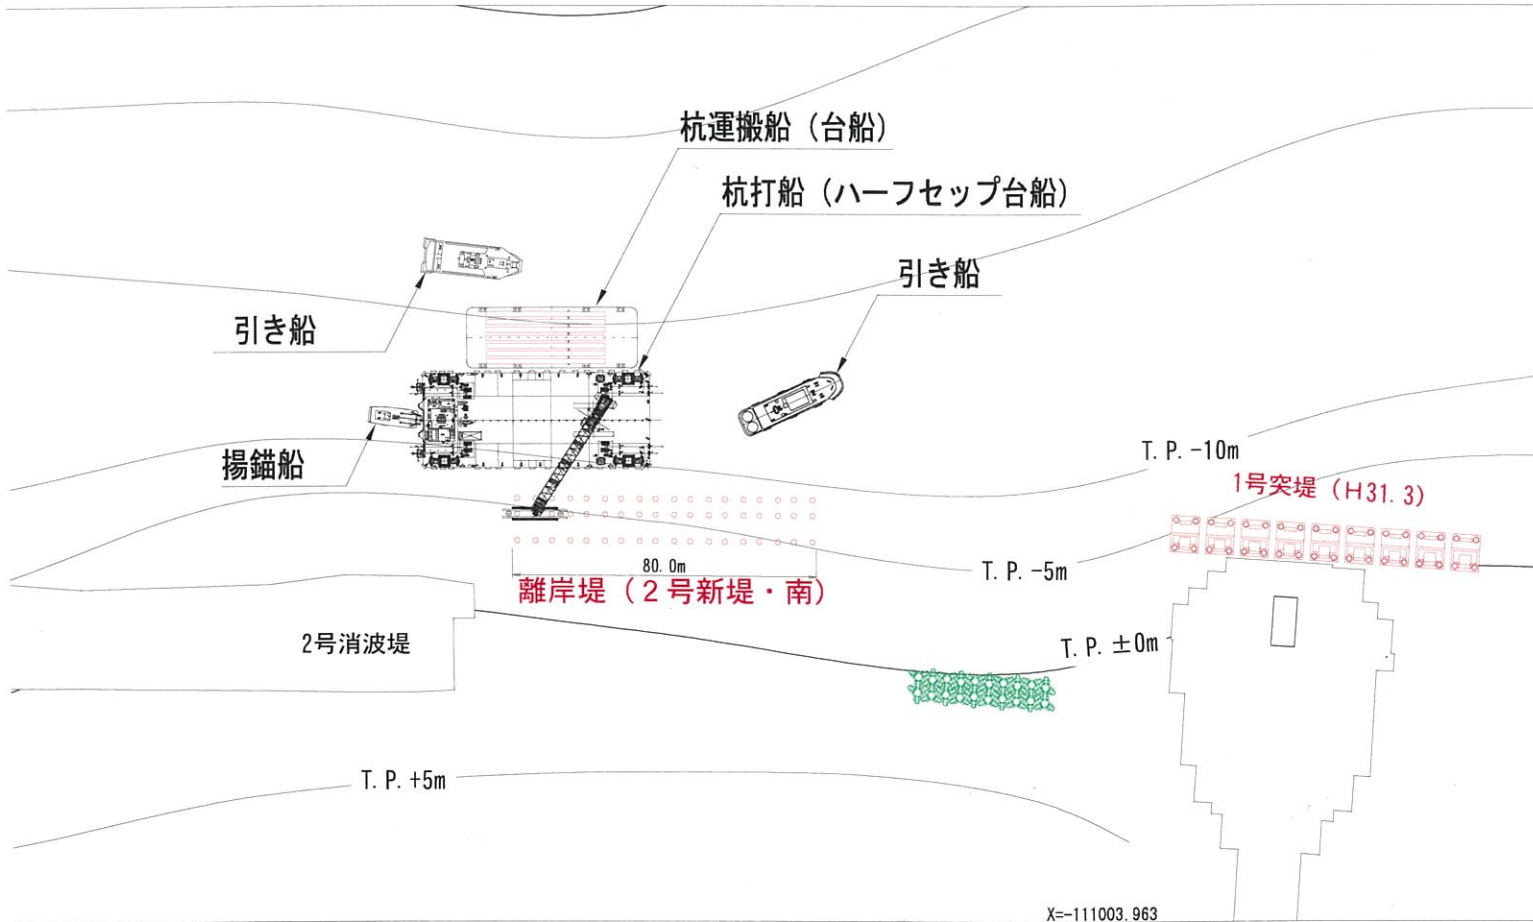 杭運搬船（台船）
杭打船（ハーフセップ台船）
引き船
引き船
揚錨船
T. P. -10m
1号突堤（H31. 3）
80. 0m
T. P. -5m
離岸堤（２号新堤・南）
2号消波堤
T. P. ±0m
T. P. +5m
X=-111003. 963